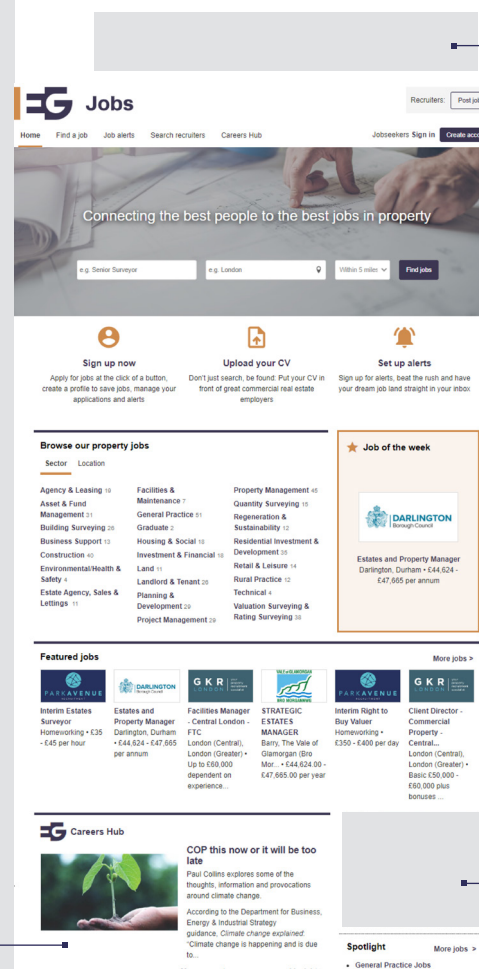 EG Jobs
Recruiters: Post job
Home Find a job Job alerts Search recruiters Careers Hub
Jobseekers Sign in Create acco
Connecting the best people to the best jobs in property
e.g. Senior Surveyor e.g. London Within 5 miles Find jobs
Sign up now
Apply for jobs at the click of a button,
create a profile to save jobs, manage your
applications and alerts
Upload your CV
Don't just search, be found: Put your CV in
front of great commercial real estate
employers
Set up alerts
Sign up for alerts, beat the rush and have
your dream job land straight in your inbox
Browse our property jobs
Sector Location
Agency & Leasing 19
Asset & Fund
Management 31
Building Surveying 26
Business Support 13
Construction 40
Environmental/Health &
Safety 4
Estate Agency, Sales &
Lettings 11
Facilities &
Maintenance 7
General Practice 51
Graduate 2
Housing & Social 18
Investment & Financial 18
Land 11
Landlord & Tenant 28
Planning &
Development 29
Project Management 29
Property Management 45
Quantity Surveying 15
Regeneration &
Sustainability 12
Residential Investment &
Development 35
Retail & Leisure 14
Rural Practice 12
Technical 4
Valuation Surveying &
Rating Surveying 38
Job of the week
DARLINGTON
Borough Council
Estates and Property Manager
Darlington, Durham • £44,624 -
£47,665 per annum
Featured jobs
More jobs >
PARKAVENUE
Interim Estates
Surveyor
Homeworking • £35
- £45 per hour
DARLINGTON
Borough Council
Estates and
Property Manager
Darlington, Durham
• £44,624 - £47,665
per annum
GKR
LONDON
Facilities Manager
- Central London -
FTC
London (Central),
London (Greater) •
Up to £60,000
dependent on
experience...
VALE of GLAMORGAN
BRO MORGANNWG
STRATEGIC
ESTATES
MANAGER
Barry, The Vale of
Glamorgan (Bro
Mor... • £44,624.00 -
£47,665.00 per year
PARKAVENUE
Interim Right to
Buy Valuer
Homeworking •
£350 - £400 per day
GKR
LONDON
Client Director -
Commercial
Property -
Central...
London (Central),
London (Greater) •
Basic £50,000 -
£60,000 plus
bonuses ...
EG Careers Hub
COP this now or it will be too
late
Paul Collins explores some of the
thoughts, information and provocations
around climate change.
According to the Department for Business,
Energy & Industrial Strategy
guidance, Climate change explained:
"Climate change is happening and is due
to...
Spotlight
More jobs >
• General Practice Jobs